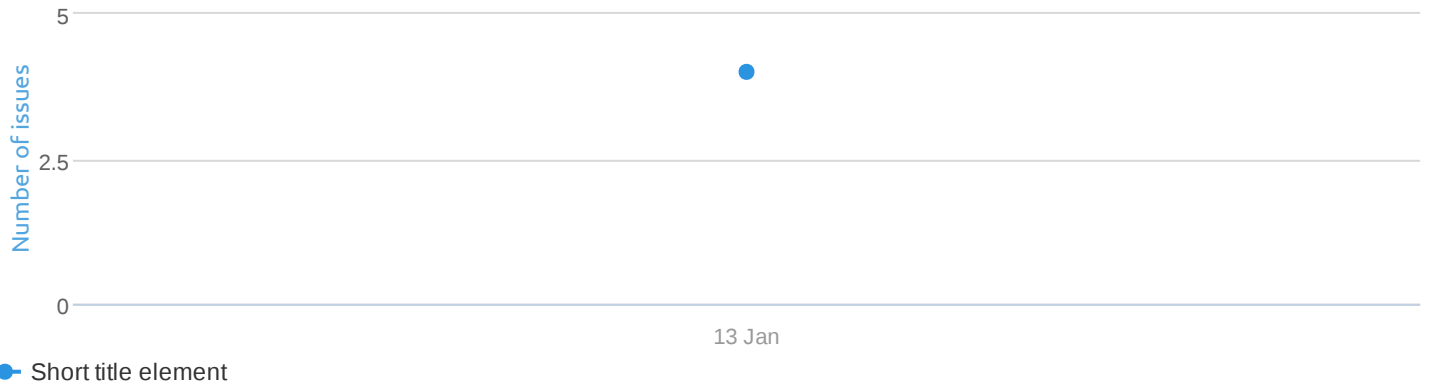 5
Number of issues
2.5
0
13 Jan
Short title element